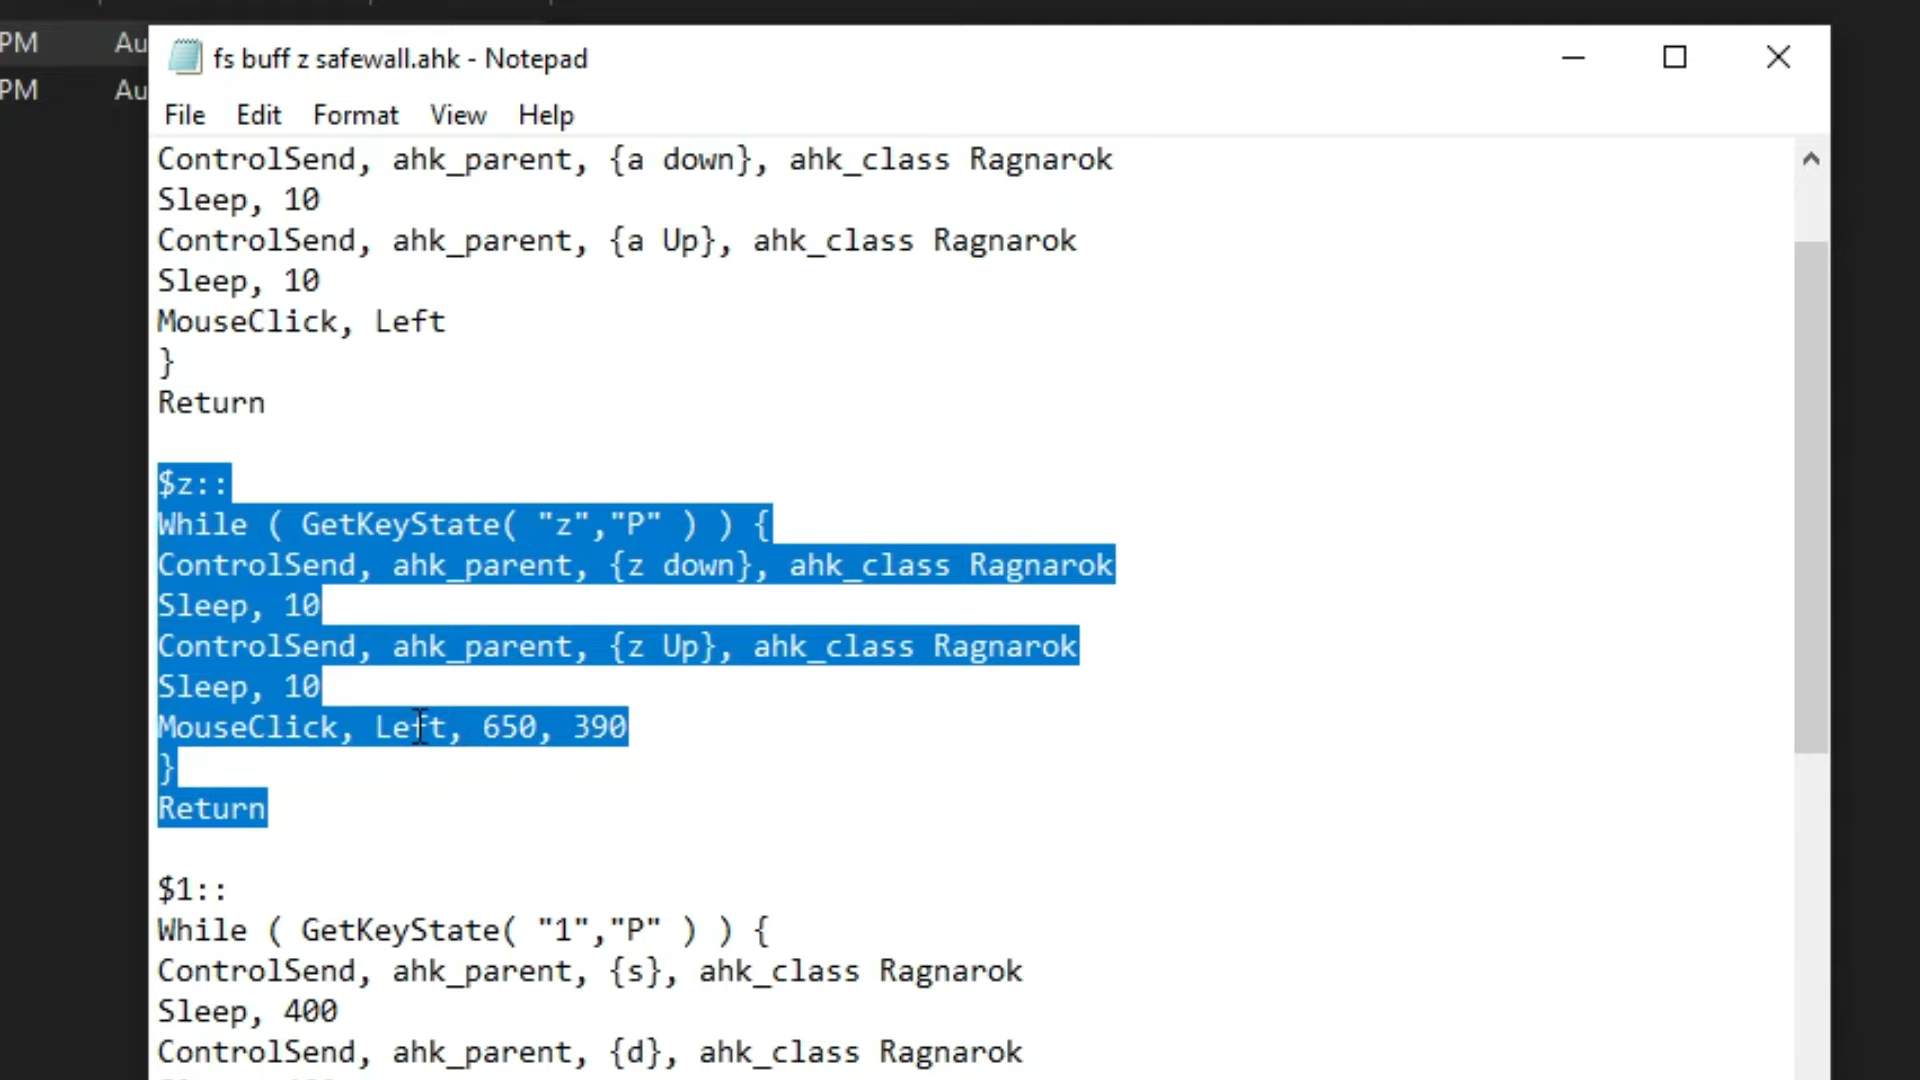 PM
Au
PM
Au
fs buff z safewall.ahk - Notepad
File Edit Format View Help
ControlSend, ahk_parent, {a down}, ahk_class Ragnarok
Sleep, 10
ControlSend, ahk_parent, {a Up}, ahk_class Ragnarok
Sleep, 10
MouseClick, Left
}
Return
$z::
While ( GetKeyState( "z","P" ) ) {
ControlSend, ahk_parent, {z down}, ahk_class Ragnarok
Sleep, 10
ControlSend, ahk_parent, {z Up}, ahk_class Ragnarok
Sleep, 10
MouseClick, Left, 650, 390
}
Return
$1::
While ( GetKeyState( "1","P" ) ) {
ControlSend, ahk_parent, {s}, ahk_class Ragnarok
Sleep, 400
ControlSend, ahk_parent, {d}, ahk_class Ragnarok